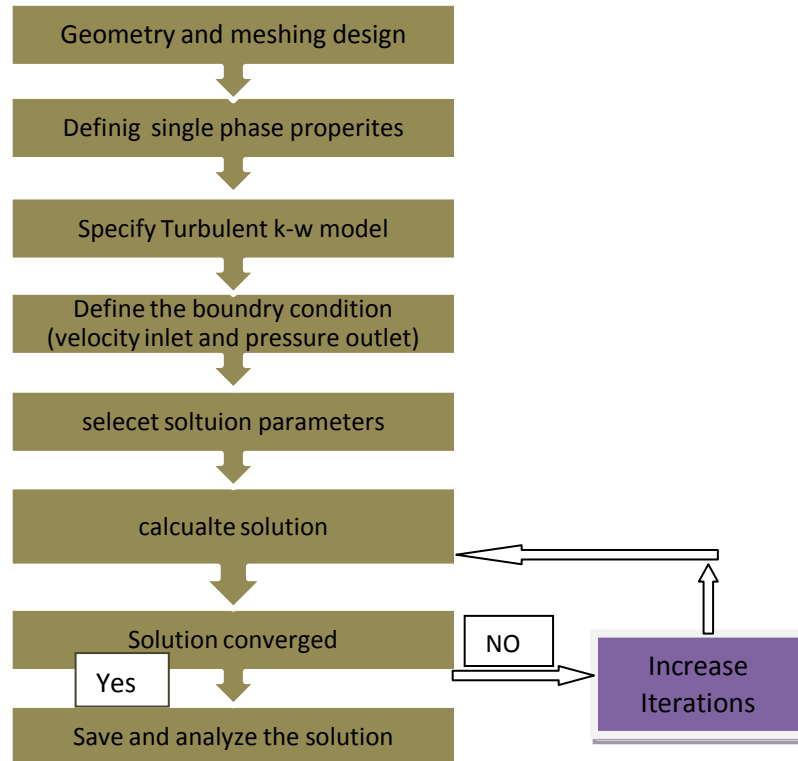 Geometry and meshing design
Definig single phase properites
Specify Turbulent k-w model
Define the boundry condition
(velocity inlet and pressure outlet)
selecet soltuion parameters
calcualte solution
Solution converged
NO
Yes
Increase
Iterations
Save and analyze the solution